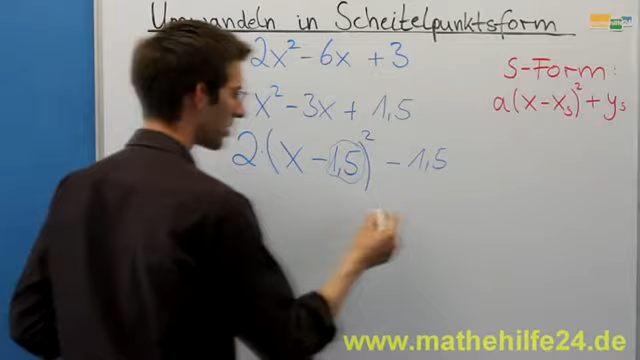 Umwandeln in Scheitelpunktsform
2x² - 6x + 3
x² - 3x + 1,5
2·(x - 1,5)² - 1,5
S-Form:
a(x-xₛ)² + yₛ
www.mathehilfe24.de